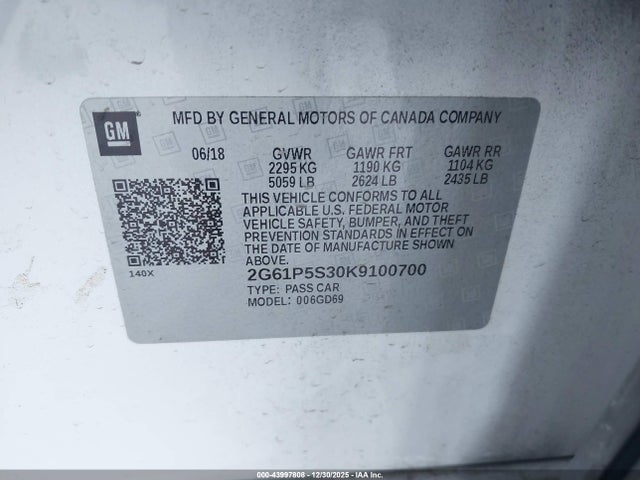 GM
MFD BY GENERAL MOTORS OF CANADA COMPANY
06/18 GVWR GAWR FRT GAWR RR
2295 KG 1190 KG 1104 KG
5059 LB 2624 LB 2435 LB
THIS VEHICLE CONFORMS TO ALL
APPLICABLE U.S. FEDERAL MOTOR
VEHICLE SAFETY, BUMPER, AND THEFT
PREVENTION STANDARDS IN EFFECT ON
THE DATE OF MANUFACTURE SHOWN
ABOVE.
140X
2G61P5S30K9100700
TYPE: PASS CAR
MODEL: 006GD69
000-43997808 - 12/30/2025 - IAAI.COM